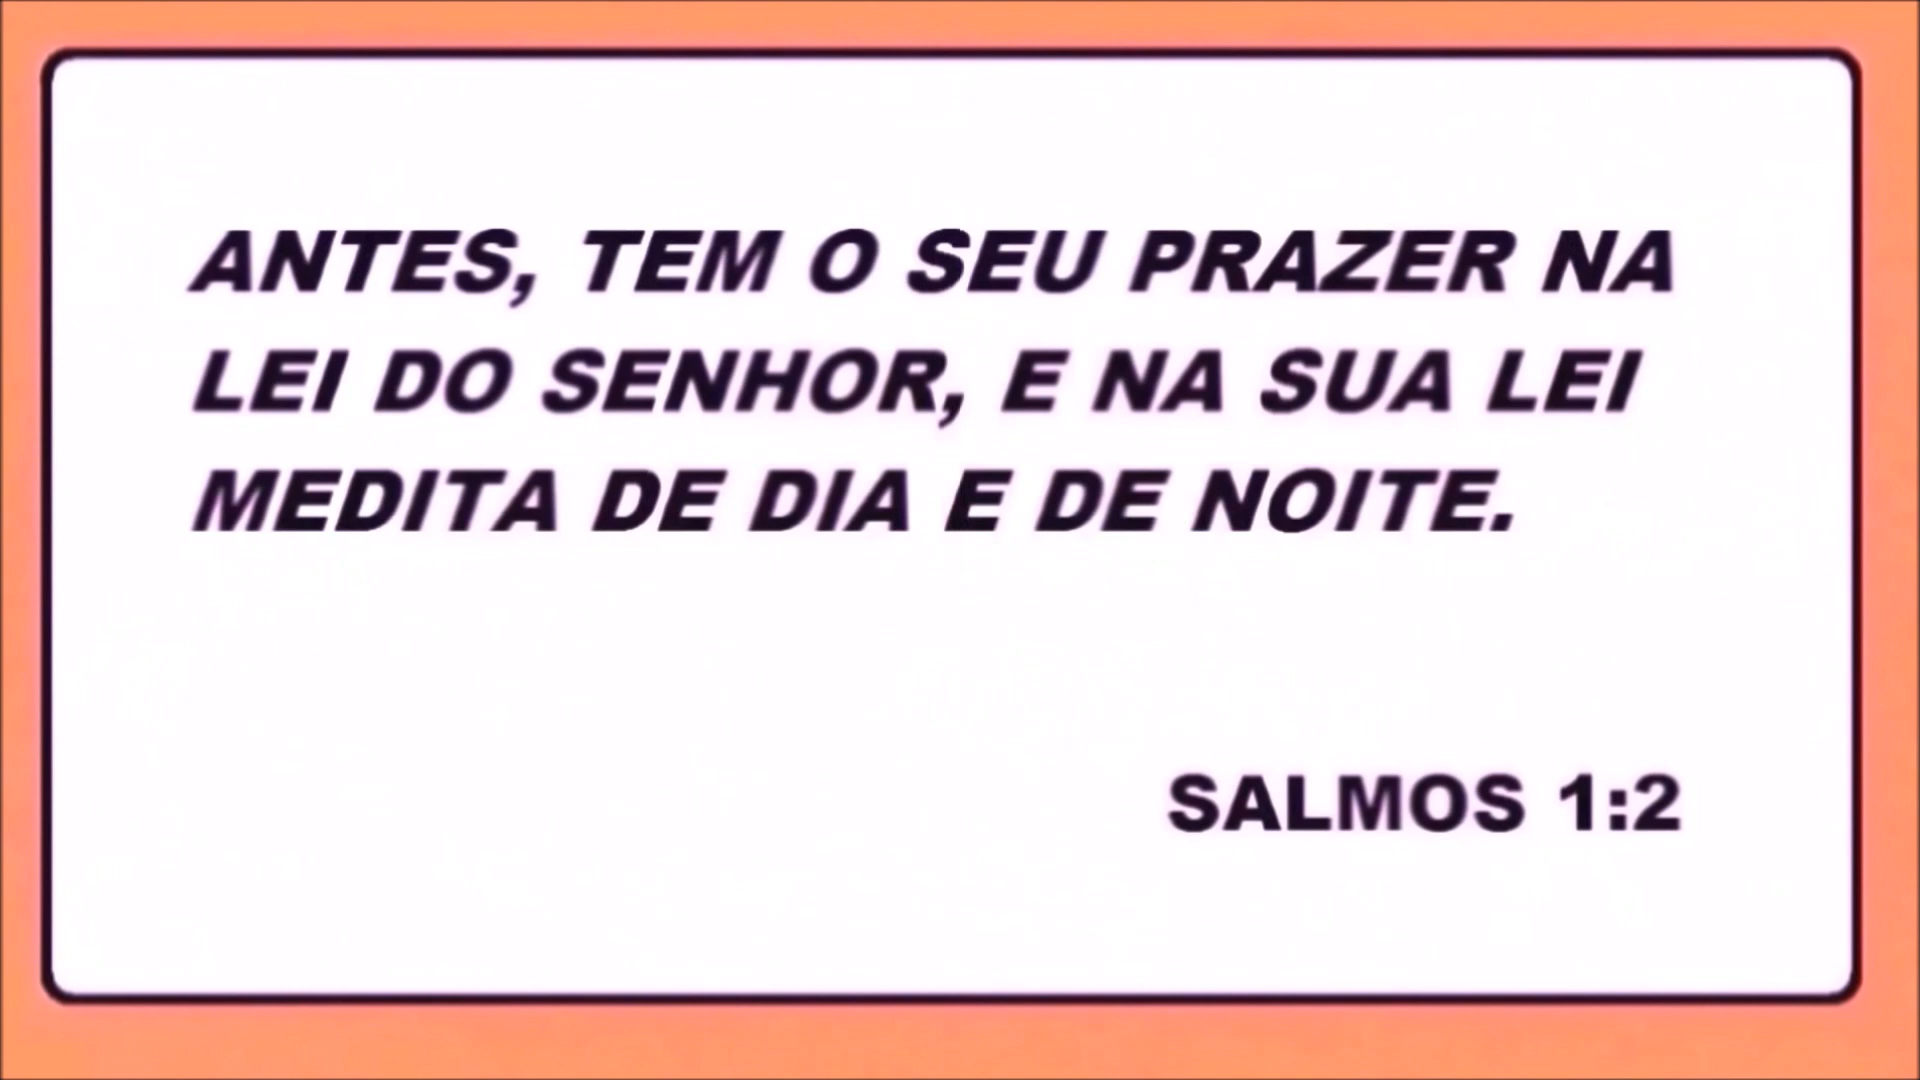 ANTES, TEM O SEU PRAZER NA
LEI DO SENHOR, E NA SUA LEI
MEDITA DE DIA E DE NOITE.
SALMOS 1:2